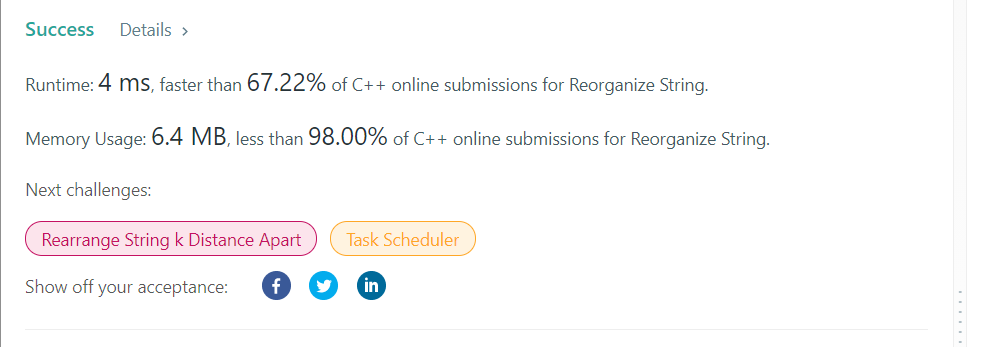 Success Details >
Runtime: 4 ms, faster than 67.22% of C++ online submissions for Reorganize String.
Memory Usage: 6.4 MB, less than 98.00% of C++ online submissions for Reorganize String.
Next challenges:
Rearrange String k Distance Apart Task Scheduler
Show off your acceptance: f in